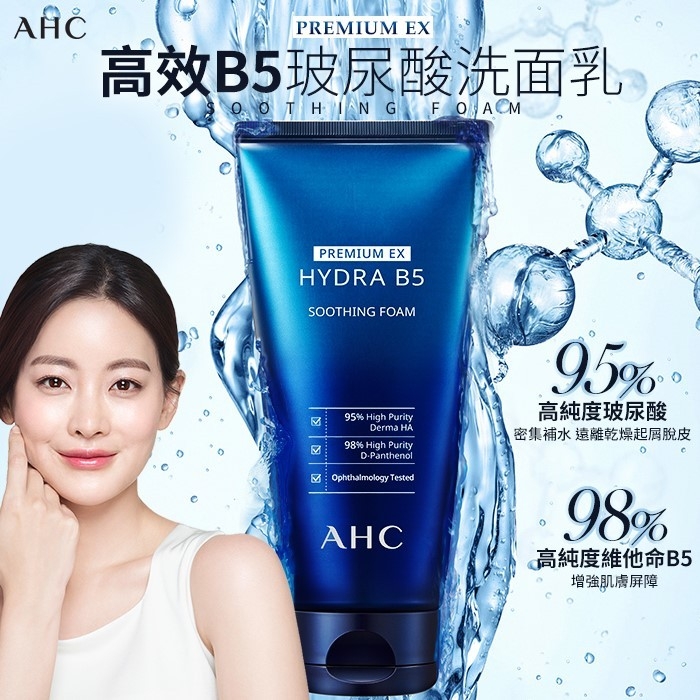 AHC
PREMIUM EX
高效B5玻尿酸洗面乳
SOOTHING FOAM
PREMIUM EX
HYDRA B5
SOOTHING FOAM
95% High Purity
Derma HA
98% High Purity
D-Panthenol
Ophthalmology Tested
AHC
95%
高純度玻尿酸
密集補水 遠離乾燥起屑脫皮
98%
高純度維他命B5
增強肌膚屏障